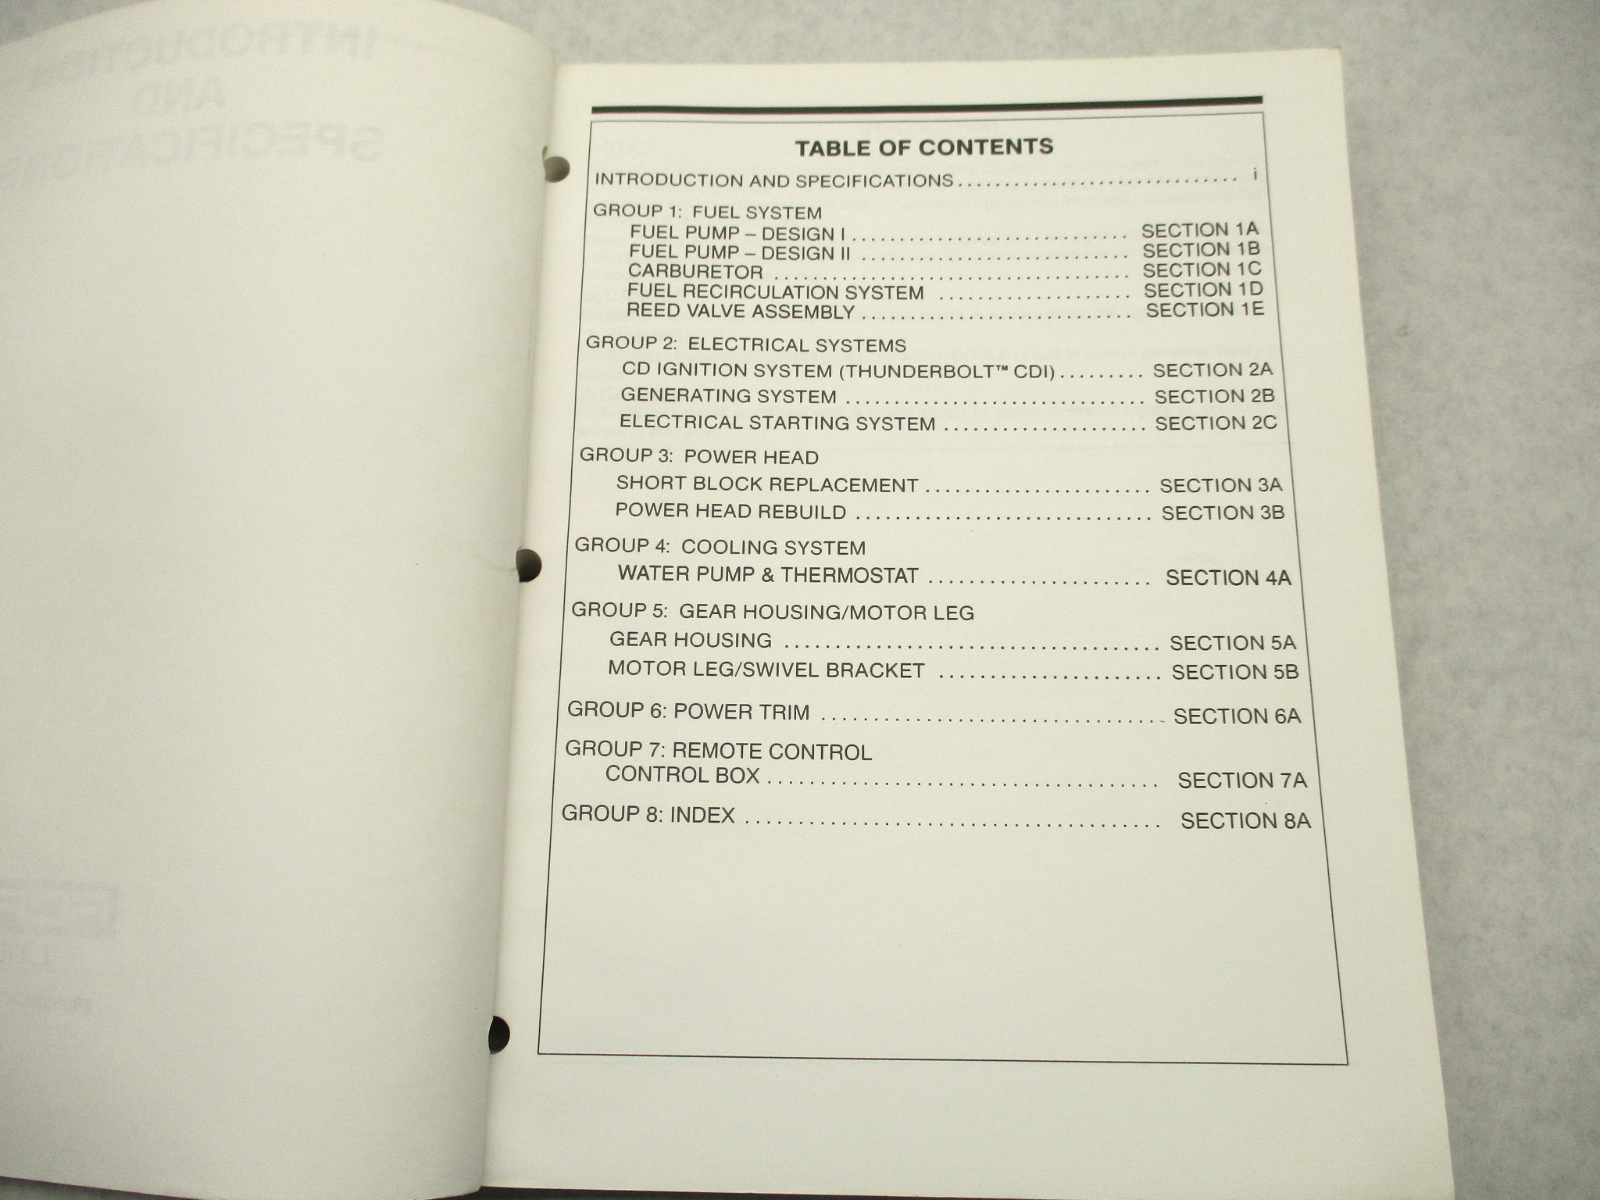 INTRODUCTION
AND
SPECIFICATIONS
TABLE OF CONTENTS
INTRODUCTION AND SPECIFICATIONS . . . . . . . . . . . . . . . . . . . . . . . . . . . . . i
GROUP 1: FUEL SYSTEM
FUEL PUMP – DESIGN I . . . . . . . . . . . . . . . . . . . . . . . . . . . . SECTION 1A
FUEL PUMP – DESIGN II . . . . . . . . . . . . . . . . . . . . . . . . . . . SECTION 1B
CARBURETOR . . . . . . . . . . . . . . . . . . . . . . . . . . . . . . . . . . . . SECTION 1C
FUEL RECIRCULATION SYSTEM . . . . . . . . . . . . . . . . . . . . SECTION 1D
REED VALVE ASSEMBLY . . . . . . . . . . . . . . . . . . . . . . . . . . . SECTION 1E
GROUP 2: ELECTRICAL SYSTEMS
CD IGNITION SYSTEM (THUNDERBOLT™ CDI) . . . . . . . . . SECTION 2A
GENERATING SYSTEM . . . . . . . . . . . . . . . . . . . . . . . . . . . . . . SECTION 2B
ELECTRICAL STARTING SYSTEM . . . . . . . . . . . . . . . . . . . . . SECTION 2C
GROUP 3: POWER HEAD
SHORT BLOCK REPLACEMENT . . . . . . . . . . . . . . . . . . . . . . . SECTION 3A
POWER HEAD REBUILD . . . . . . . . . . . . . . . . . . . . . . . . . . . . . . SECTION 3B
GROUP 4: COOLING SYSTEM
WATER PUMP & THERMOSTAT . . . . . . . . . . . . . . . . . . . . . . . SECTION 4A
GROUP 5: GEAR HOUSING/MOTOR LEG
GEAR HOUSING . . . . . . . . . . . . . . . . . . . . . . . . . . . . . . . . . . . . . . SECTION 5A
MOTOR LEG/SWIVEL BRACKET . . . . . . . . . . . . . . . . . . . . . . SECTION 5B
GROUP 6: POWER TRIM . . . . . . . . . . . . . . . . . . . . . . . . . . . . . . . . . SECTION 6A
GROUP 7: REMOTE CONTROL
CONTROL BOX . . . . . . . . . . . . . . . . . . . . . . . . . . . . . . . . . . . . . . SECTION 7A
GROUP 8: INDEX . . . . . . . . . . . . . . . . . . . . . . . . . . . . . . . . . . . . . . . . SECTION 8A